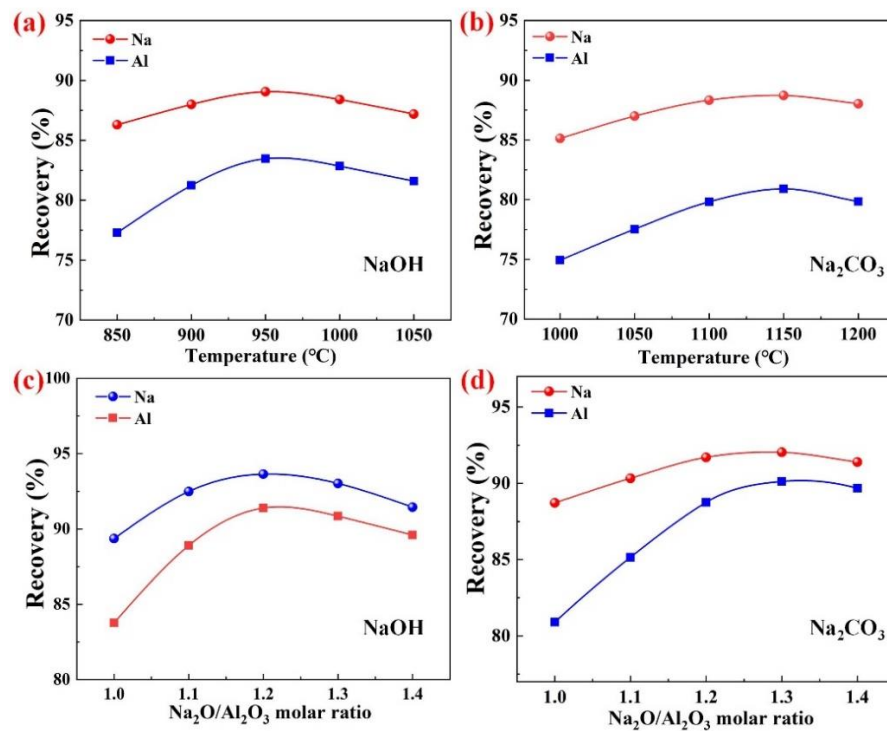 (a)
95
90
85
80
75
70
Recovery (%)
Na
Al
NaOH
850 900 950 1000 1050
Temperature (℃)
(b)
95
90
85
80
75
70
Recovery (%)
Na
Al
Na₂CO₃
1000 1050 1100 1150 1200
Temperature (℃)
(c)
100
95
90
85
80
Recovery (%)
Na
Al
NaOH
1.0 1.1 1.2 1.3 1.4
Na₂O/Al₂O₃ molar ratio
(d)
95
90
85
80
Recovery (%)
Na
Al
Na₂CO₃
1.0 1.1 1.2 1.3 1.4
Na₂O/Al₂O₃ molar ratio